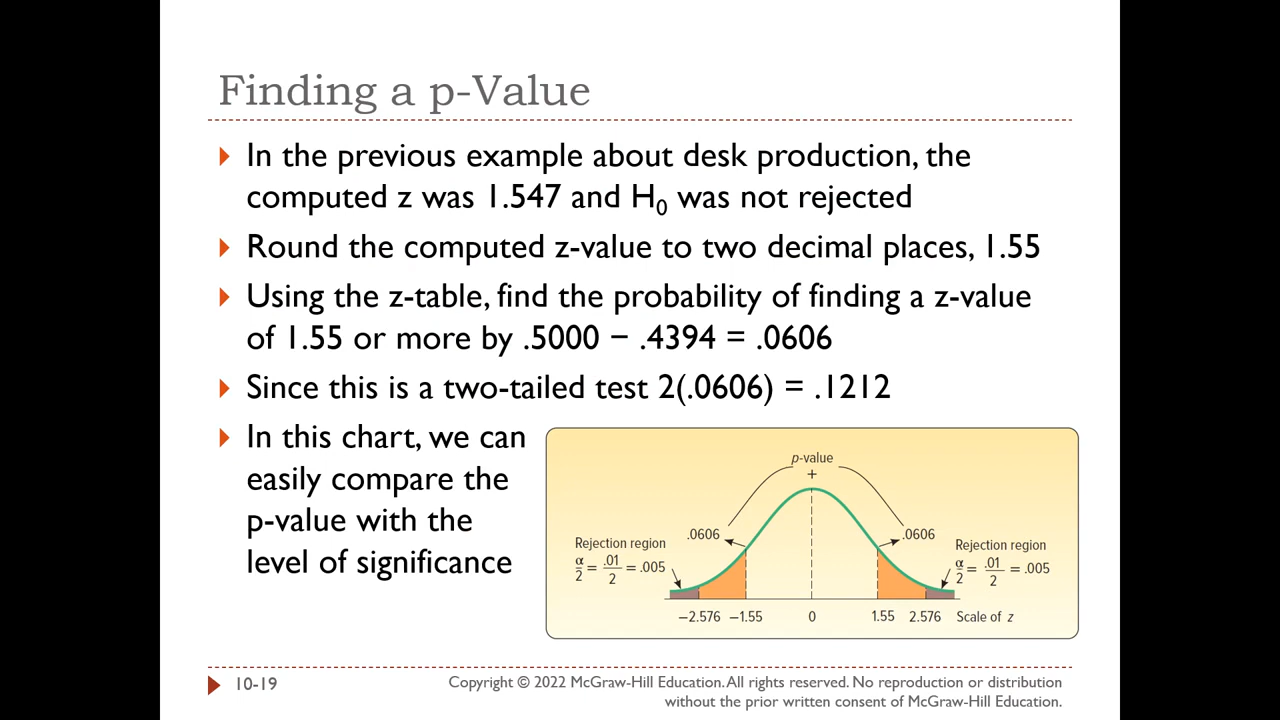 Finding a p-Value
In the previous example about desk production, the
computed z was 1.547 and H₀ was not rejected
Round the computed z-value to two decimal places, 1.55
Using the z-table, find the probability of finding a z-value
of 1.55 or more by .5000 − .4394 = .0606
Since this is a two-tailed test 2(.0606) = .1212
In this chart, we can
easily compare the
p-value with the
level of significance
p-value
+
.0606
.0606
Rejection region
α/2 = .01/2 = .005
Rejection region
α/2 = .01/2 = .005
−2.576 −1.55 0 1.55 2.576 Scale of z
10-19
Copyright © 2022 McGraw-Hill Education. All rights reserved. No reproduction or distribution
without the prior written consent of McGraw-Hill Education.